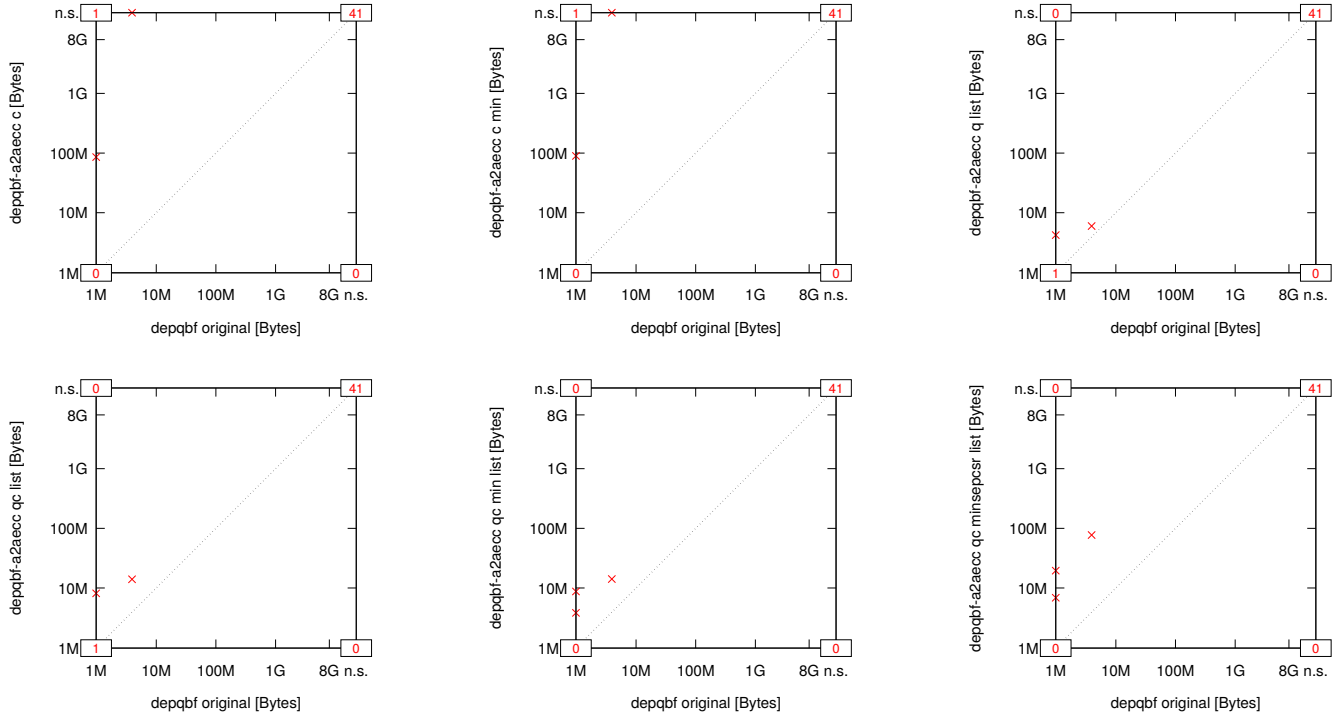 n.s. 1 41
8G
1G
100M
10M
1M 0 0
1M 10M 100M 1G 8G n.s.
depqbf original [Bytes]
depqbf-a2aecc c [Bytes]
n.s. 1 41
8G
1G
100M
10M
1M 0 0
1M 10M 100M 1G 8G n.s.
depqbf original [Bytes]
depqbf-a2aecc c min [Bytes]
n.s. 0 41
8G
1G
100M
10M
1M 1 0
1M 10M 100M 1G 8G n.s.
depqbf original [Bytes]
depqbf-a2aecc q list [Bytes]
n.s. 0 41
8G
1G
100M
10M
1M 1 0
1M 10M 100M 1G 8G n.s.
depqbf original [Bytes]
depqbf-a2aecc qc list [Bytes]
n.s. 0 41
8G
1G
100M
10M
1M 0 0
1M 10M 100M 1G 8G n.s.
depqbf original [Bytes]
depqbf-a2aecc qc min list [Bytes]
n.s. 0 41
8G
1G
100M
10M
1M 0 0
1M 10M 100M 1G 8G n.s.
depqbf original [Bytes]
depqbf-a2aecc qc minsepcsr list [Bytes]